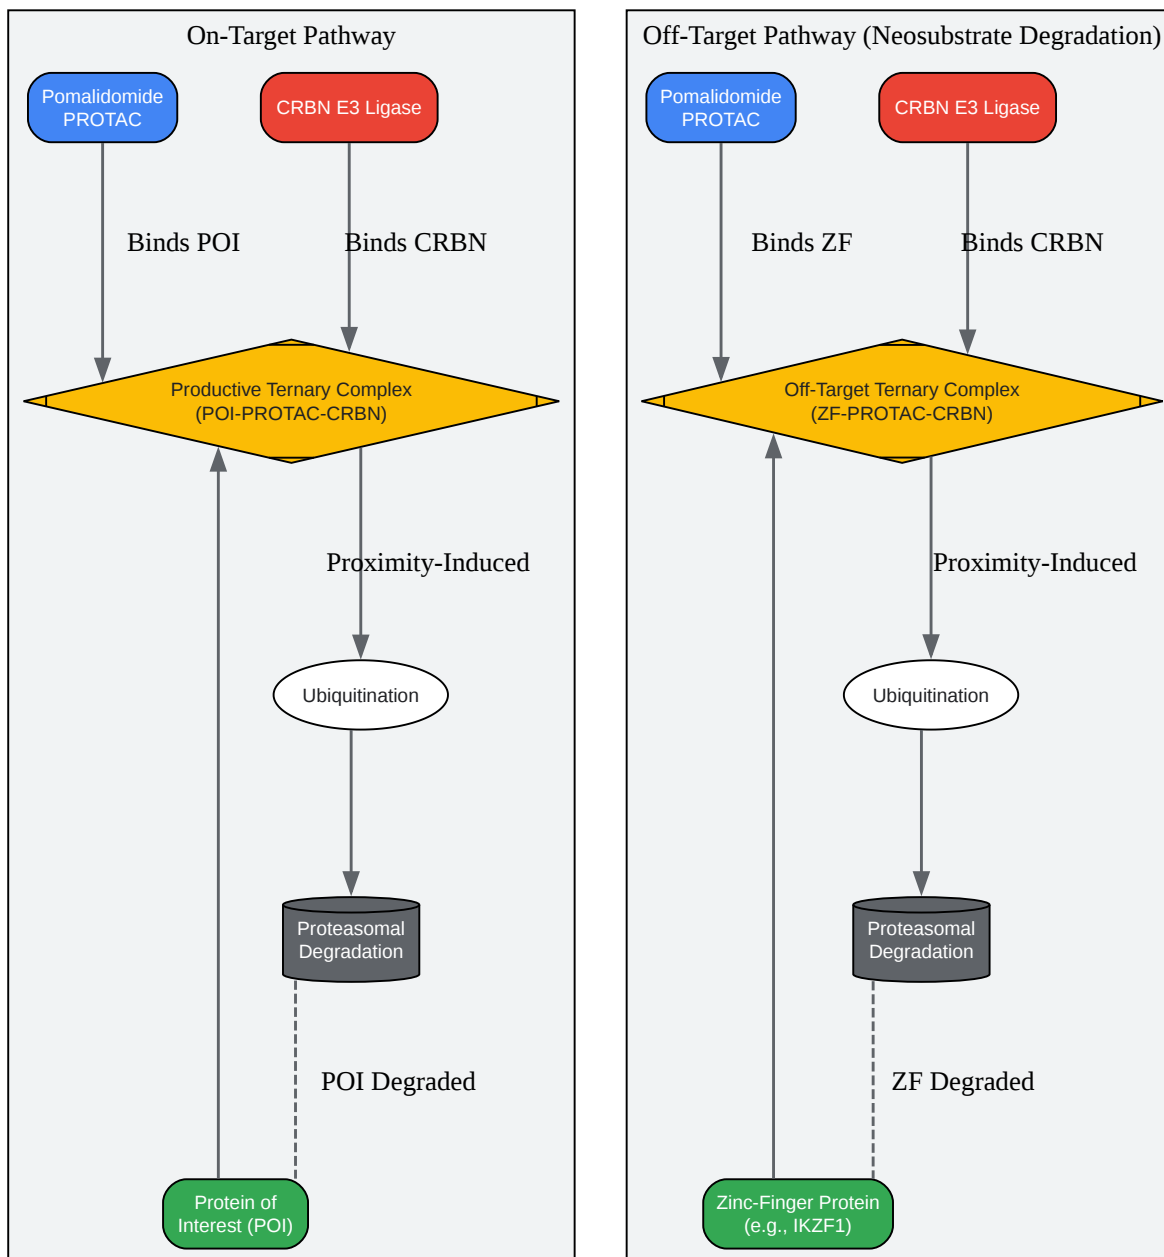 On-Target Pathway
Pomalidomide
PROTAC
CRBN E3 Ligase
Binds POI
Binds CRBN
Productive Ternary Complex
(POI-PROTAC-CRBN)
Proximity-Induced
Ubiquitination
Proteasomal
Degradation
POI Degraded
Protein of
Interest (POI)
Off-Target Pathway (Neosubstrate Degradation)
Pomalidomide
PROTAC
CRBN E3 Ligase
Binds ZF
Binds CRBN
Off-Target Ternary Complex
(ZF-PROTAC-CRBN)
Proximity-Induced
Ubiquitination
Proteasomal
Degradation
ZF Degraded
Zinc-Finger Protein
(e.g., IKZF1)